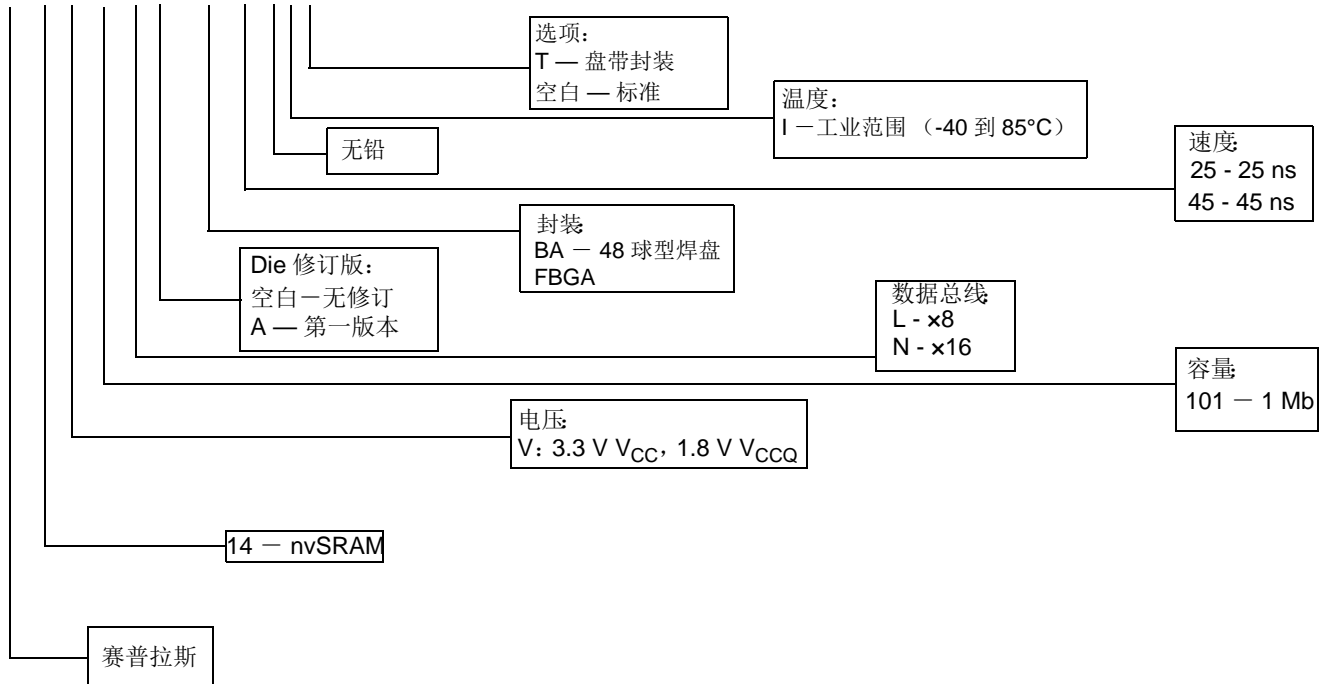 选项：
T — 盘带封装
空白 — 标准
温度：
I －工业范围 （-40 到 85°C）
无铅
速度：
25 - 25 ns
45 - 45 ns
封装：
BA － 48 球型焊盘
FBGA
Die 修订版：
空白－无修订
A — 第一版本
数据总线：
L - ×8
N - ×16
容量：
101 － 1 Mb
电压：
V：3.3 V VCC，1.8 V VCCQ
14 － nvSRAM
赛普拉斯